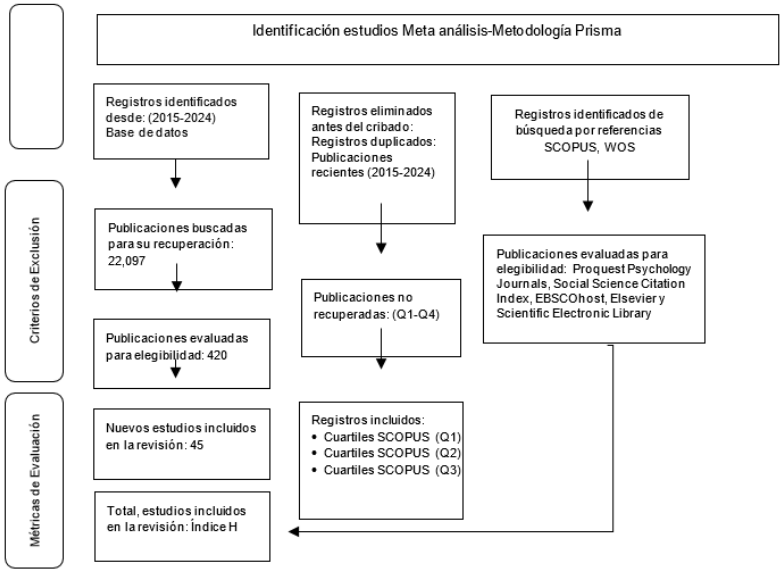 Identificación estudios Meta análisis-Metodología Prisma
Registros identificados
desde: (2015-2024)
Base de datos
Registros eliminados
antes del cribado:
Registros duplicados:
Publicaciones
recientes (2015-2024)
Registros identificados de
búsqueda por referencias
SCOPUS, WOS
Criterios de Exclusión
Publicaciones buscadas
para su recuperación:
22,097
Publicaciones no
recuperadas: (Q1-Q4)
Publicaciones evaluadas para
elegibilidad: Proquest Psychology
Journals, Social Science Citation
Index, EBSCOhost, Elsevier y
Scientific Electronic Library
Publicaciones evaluadas
para elegibilidad: 420
Métricas de Evaluación
Nuevos estudios incluidos
en la revisión: 45
Registros incluidos:
• Cuartiles SCOPUS (Q1)
• Cuartiles SCOPUS (Q2)
• Cuartiles SCOPUS (Q3)
Total, estudios incluidos
en la revisión: Índice H